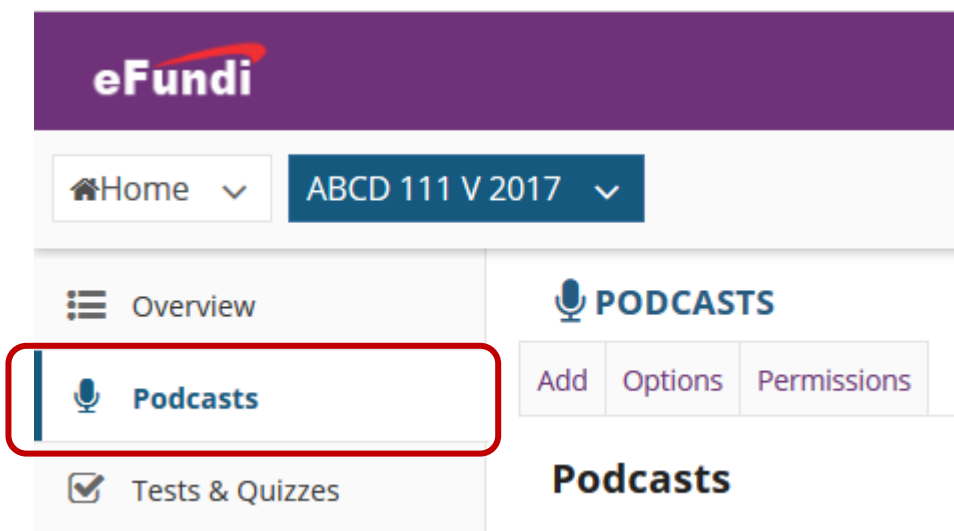 eFundi
Home
ABCD 111 V 2017
Overview
Podcasts
Tests & Quizzes
PODCASTS
Add Options Permissions
Podcasts